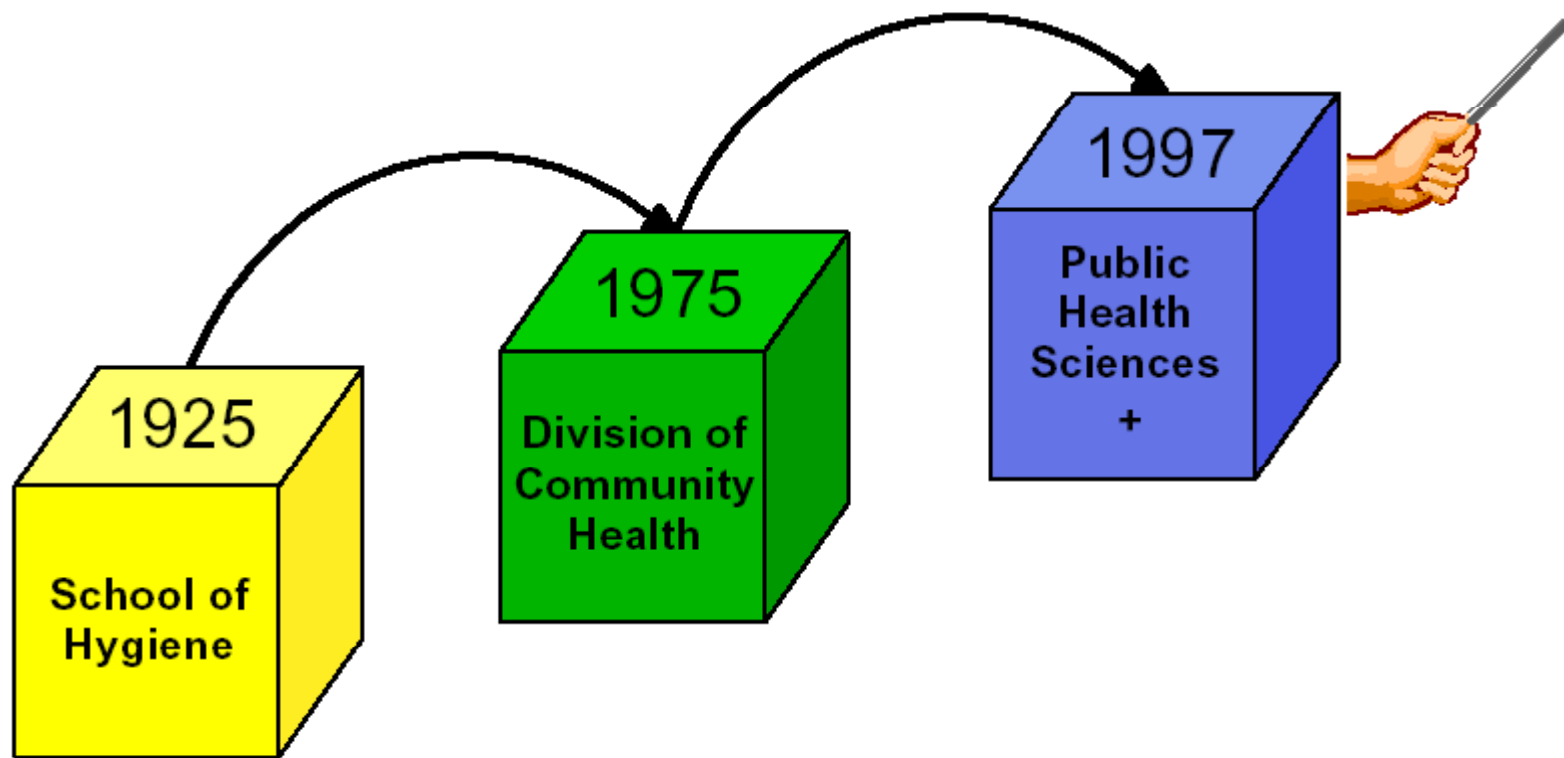 1925
School of
Hygiene
1975
Division of
Community
Health
1997
Public
Health
Sciences
+